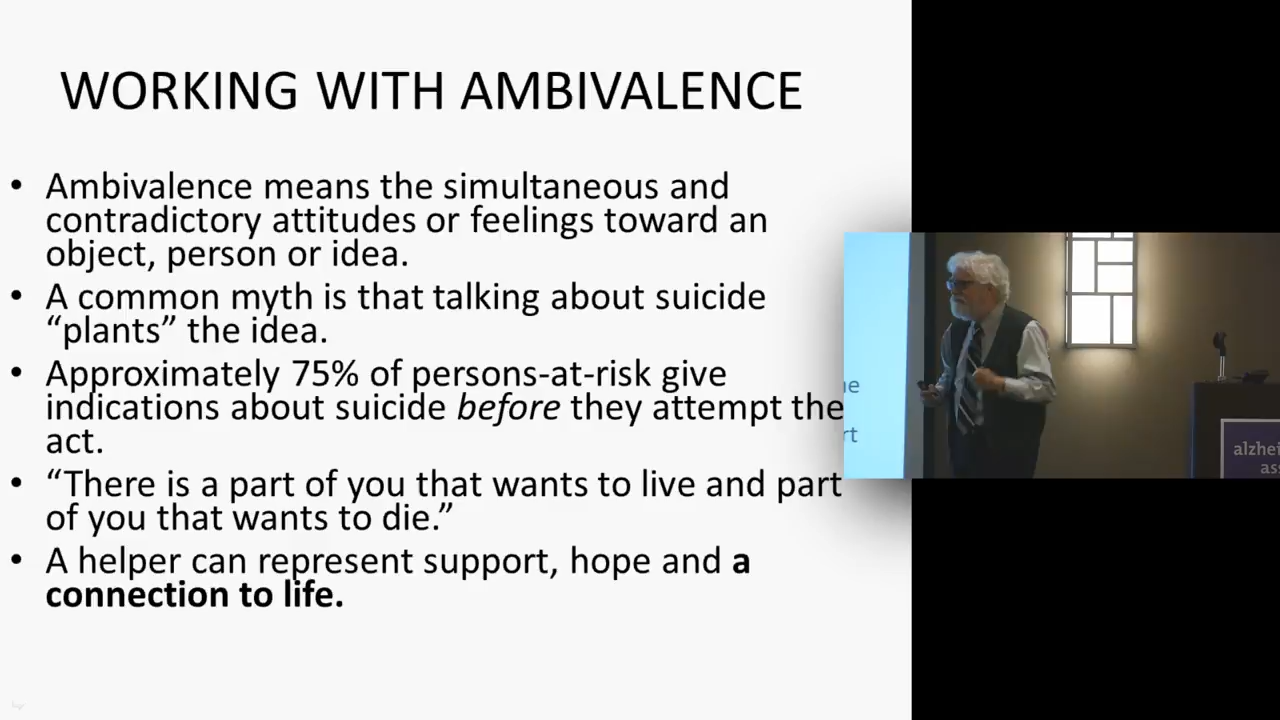 WORKING WITH AMBIVALENCE
• Ambivalence means the simultaneous and
contradictory attitudes or feelings toward an
object, person or idea.
• A common myth is that talking about suicide
“plants” the idea.
• Approximately 75% of persons-at-risk give
indications about suicide before they attempt the
act.
• “There is a part of you that wants to live and part
of you that wants to die.”
• A helper can represent support, hope and a
connection to life.
alzhei
ass